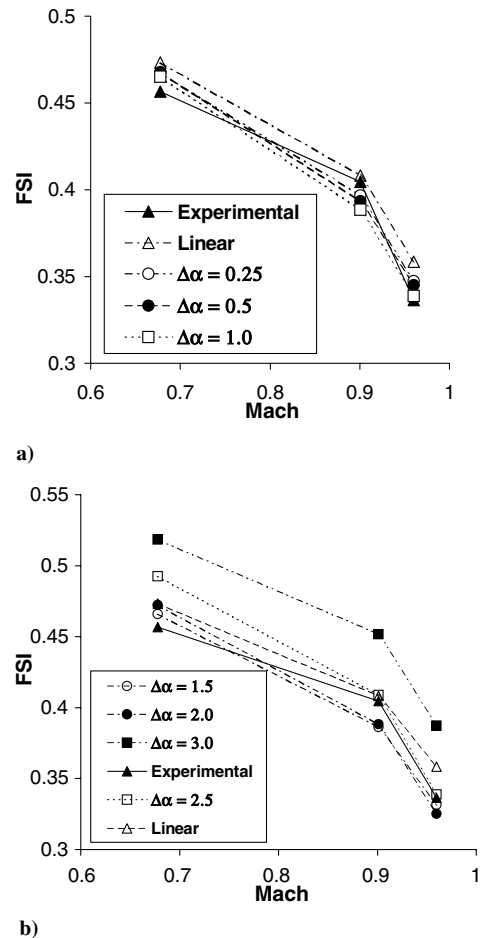 0.5
0.45
0.4
0.35
0.3
FSI
Experimental
Linear
Δα = 0.25
Δα = 0.5
Δα = 1.0
0.6 0.7 0.8 0.9 1
Mach
a)
0.55
0.5
0.45
0.4
0.35
0.3
FSI
Δα = 1.5
Δα = 2.0
Δα = 3.0
Experimental
Δα = 2.5
Linear
0.6 0.7 0.8 0.9 1
Mach
b)